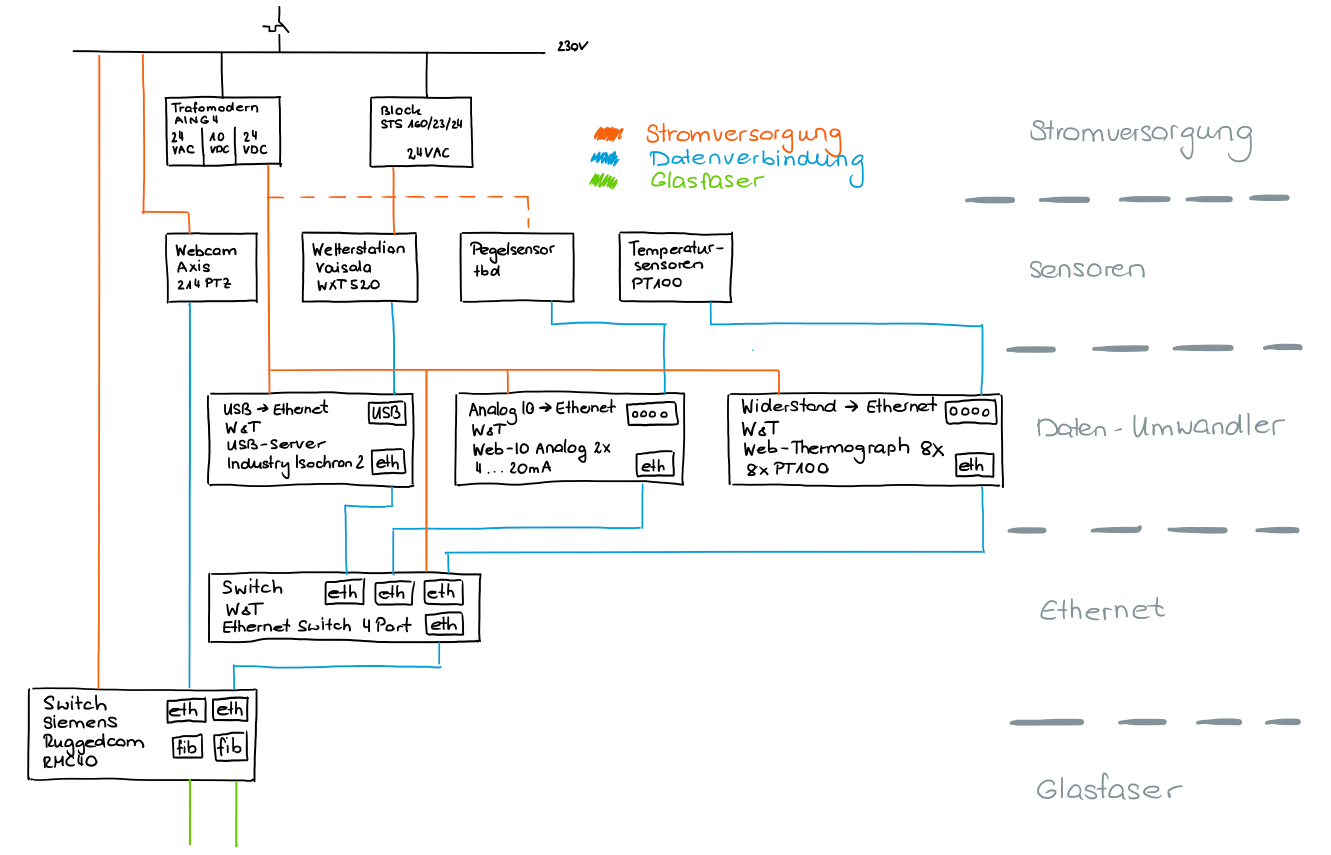 230V
Trafomodern
AING4
24 VAC
10 VDC
24 VDC
Block
STS 160/23/24
24VAC
Stromversorgung
Datenverbindung
Glasfaser
Stromversorgung
Webcam
Axis
214 PTZ
Wetterstation
Vaisala
WXT520
Pegelsensor
tbd
Temperatur-
sensoren
PT100
Sensoren
USB → Ethernet
W&T
USB-Server
Industry Isochron 2
USB
eth
Analog IO → Ethernet
W&T
Web-IO Analog 2x
4...20mA
oooo
eth
Widerstand → Ethernet
W&T
Web-Thermograph 8x
8x PT100
oooo
eth
Daten-Umwandler
Switch
W&T
Ethernet Switch 4 Port
eth
eth
eth
eth
Ethernet
Switch
Siemens
Ruggedcom
RMC40
eth
eth
fib
fib
Glasfaser